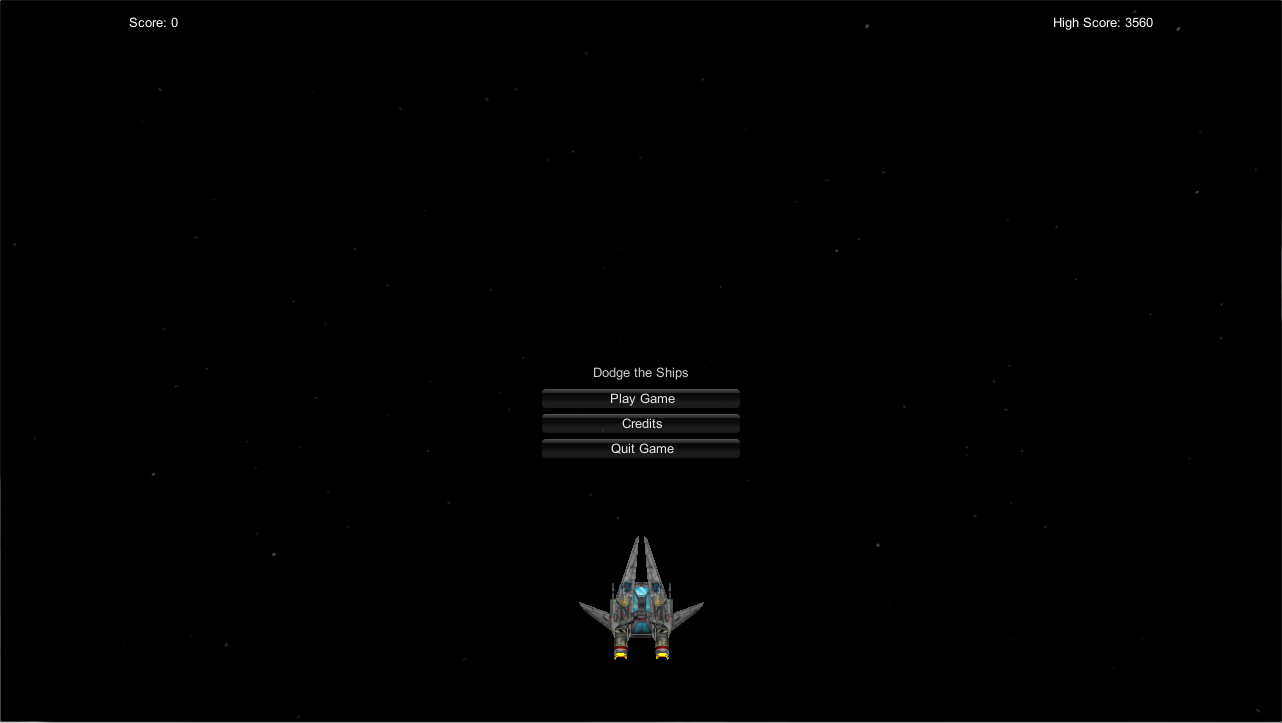 Score: 0
High Score: 3560
Dodge the Ships
Play Game
Credits
Quit Game